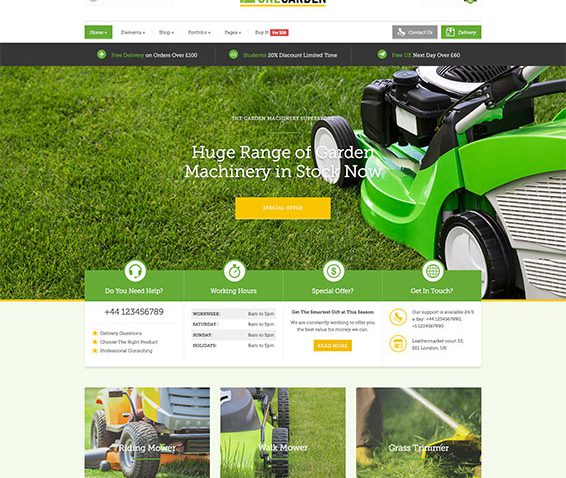 ONEGARDEN
Home
Elements
Shop
Portfolio
Pages
Buy It For $58
Contact Us
Delivery
Free Delivery on Orders Over £300
Students 20% Discount Limited Time
Free UK Next Day Over £60
THE GARDEN MACHINERY SUPERSTORE
Huge Range of Garden
Machinery in Stock Now
SPECIAL OFFER
Do You Need Help?
Working Hours
Special Offer?
Get In Touch?
+44 123456789
Delivery Questions
Choose The Right Product
Professional Consulting
WORKWEEK: 8am to 5pm
SATURDAY: 8am to 5pm
SUNDAY: 8am to 5pm
HOLIDAYS: 8am to 5pm
Get The Smartest Gift at This Season
We are constantly working to offer you
the best value for money we can.
READ MORE
Our support is available 24/5
a day: +44 1234567890,
+1 1234567890
Leathermarket court 53,
SE1 London, UK
Riding Mower
Walk Mower
Grass Trimmer